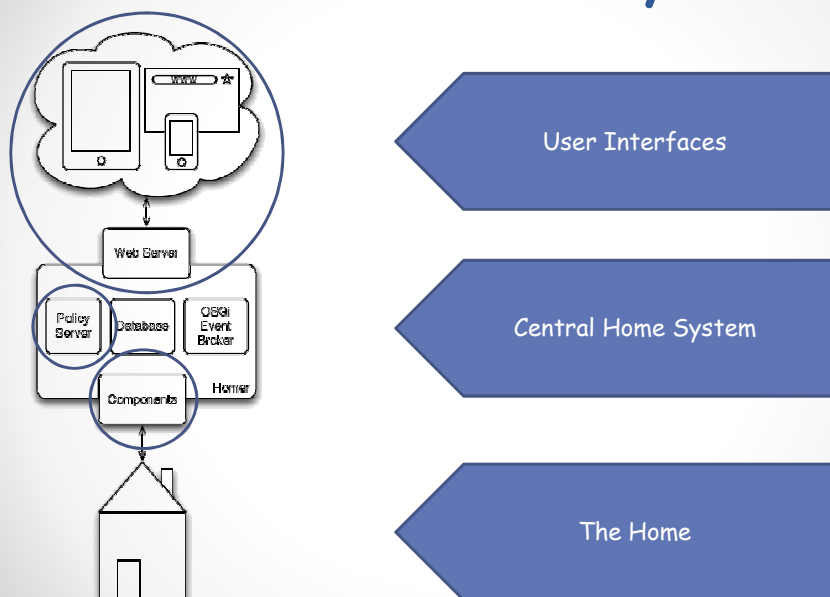 WWW
User Interfaces
Web Server
Policy
Server
Database
OSGi
Event
Broker
Central Home System
Homer
Components
The Home